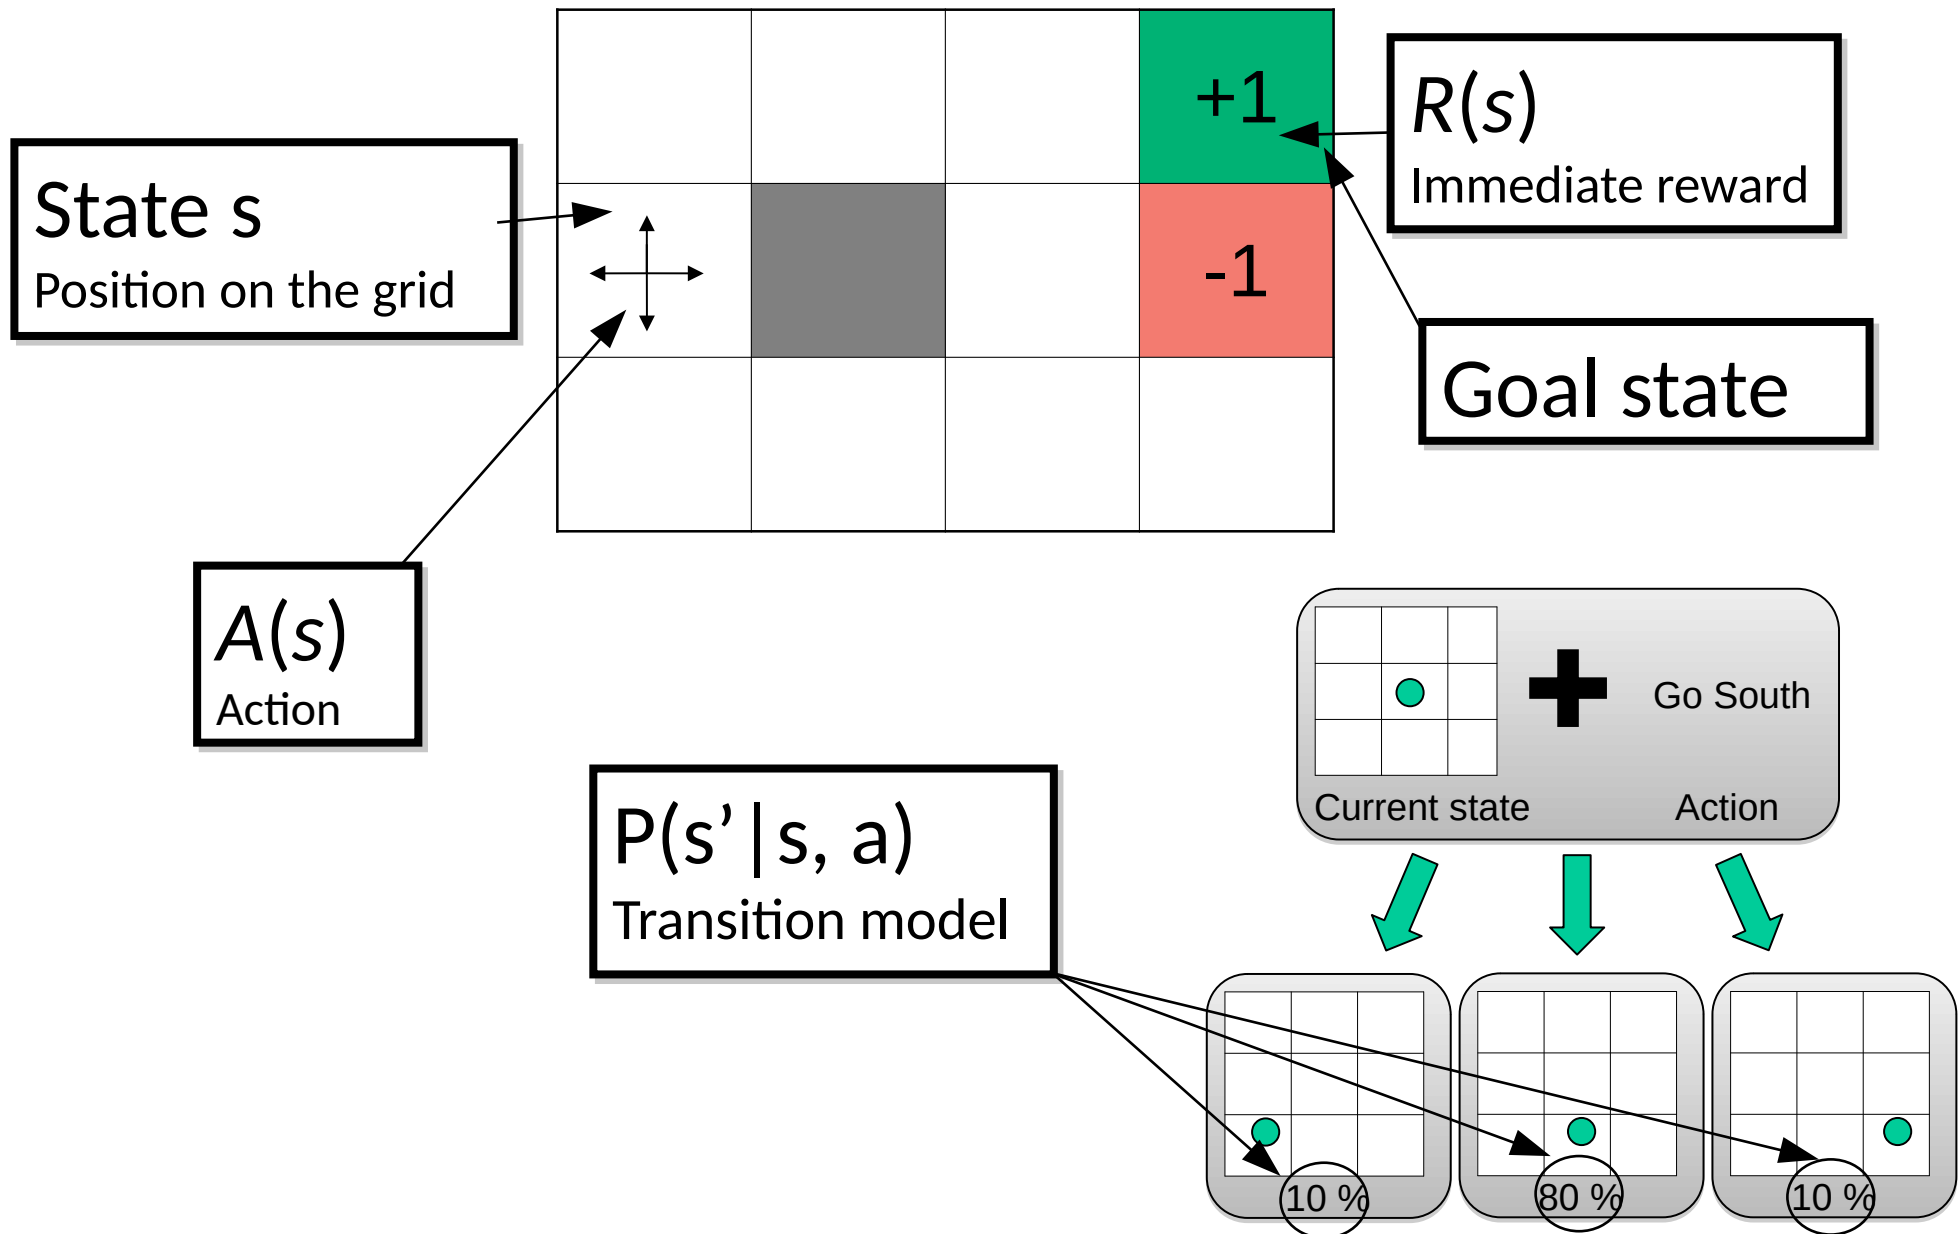 +1
R(s)
Immediate reward
State s
Position on the grid
-1
Goal state
A(s)
Action
Go South
Current state
Action
P(s’|s, a)
Transition model
10 %
80 %
10 %